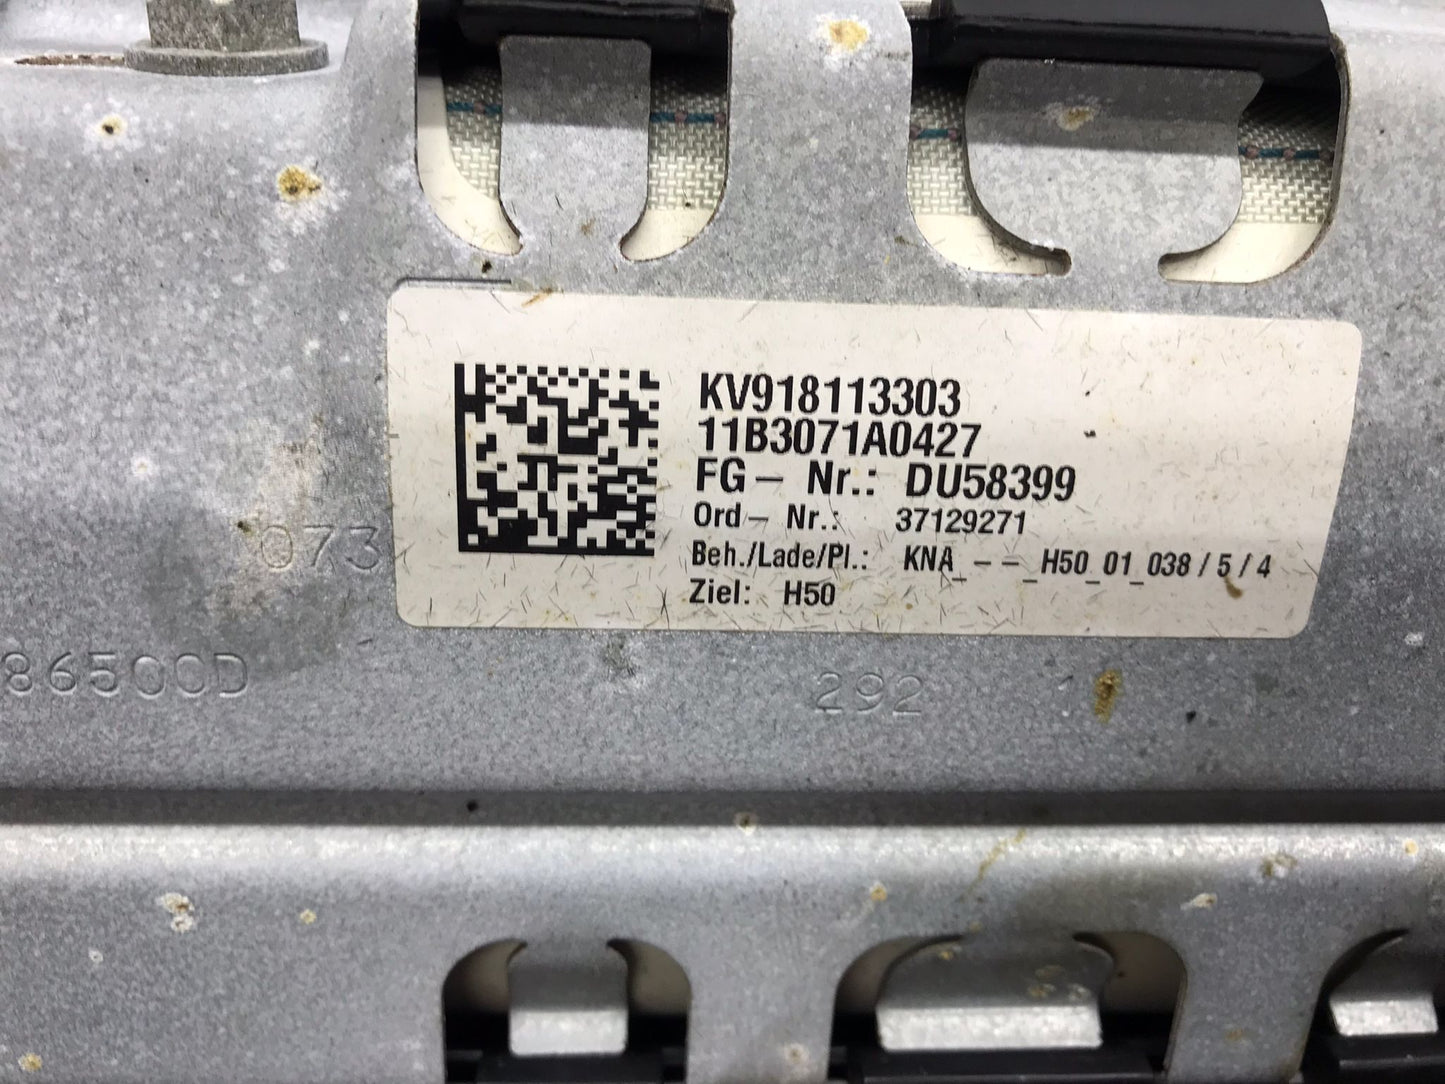 KV918113303
11B3071A0427
FG- Nr.: DU58399
Ord- Nr.: 37129271
Beh./Lade/Pl.: KNA_--_H50_01_038 / 5 / 4
Ziel: H50
073
86500D
292